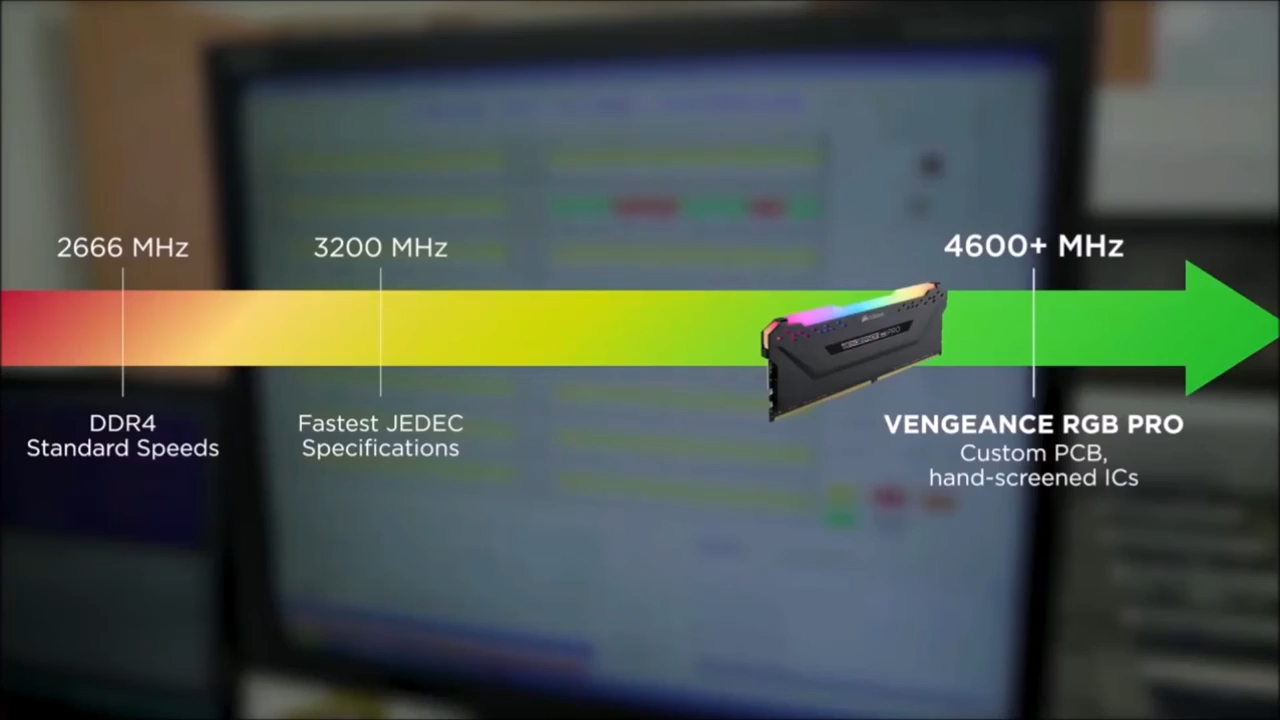 2666 MHz
3200 MHz
4600+ MHz
DDR4
Standard Speeds
Fastest JEDEC
Specifications
VENGEANCE RGB PRO
Custom PCB,
hand-screened ICs